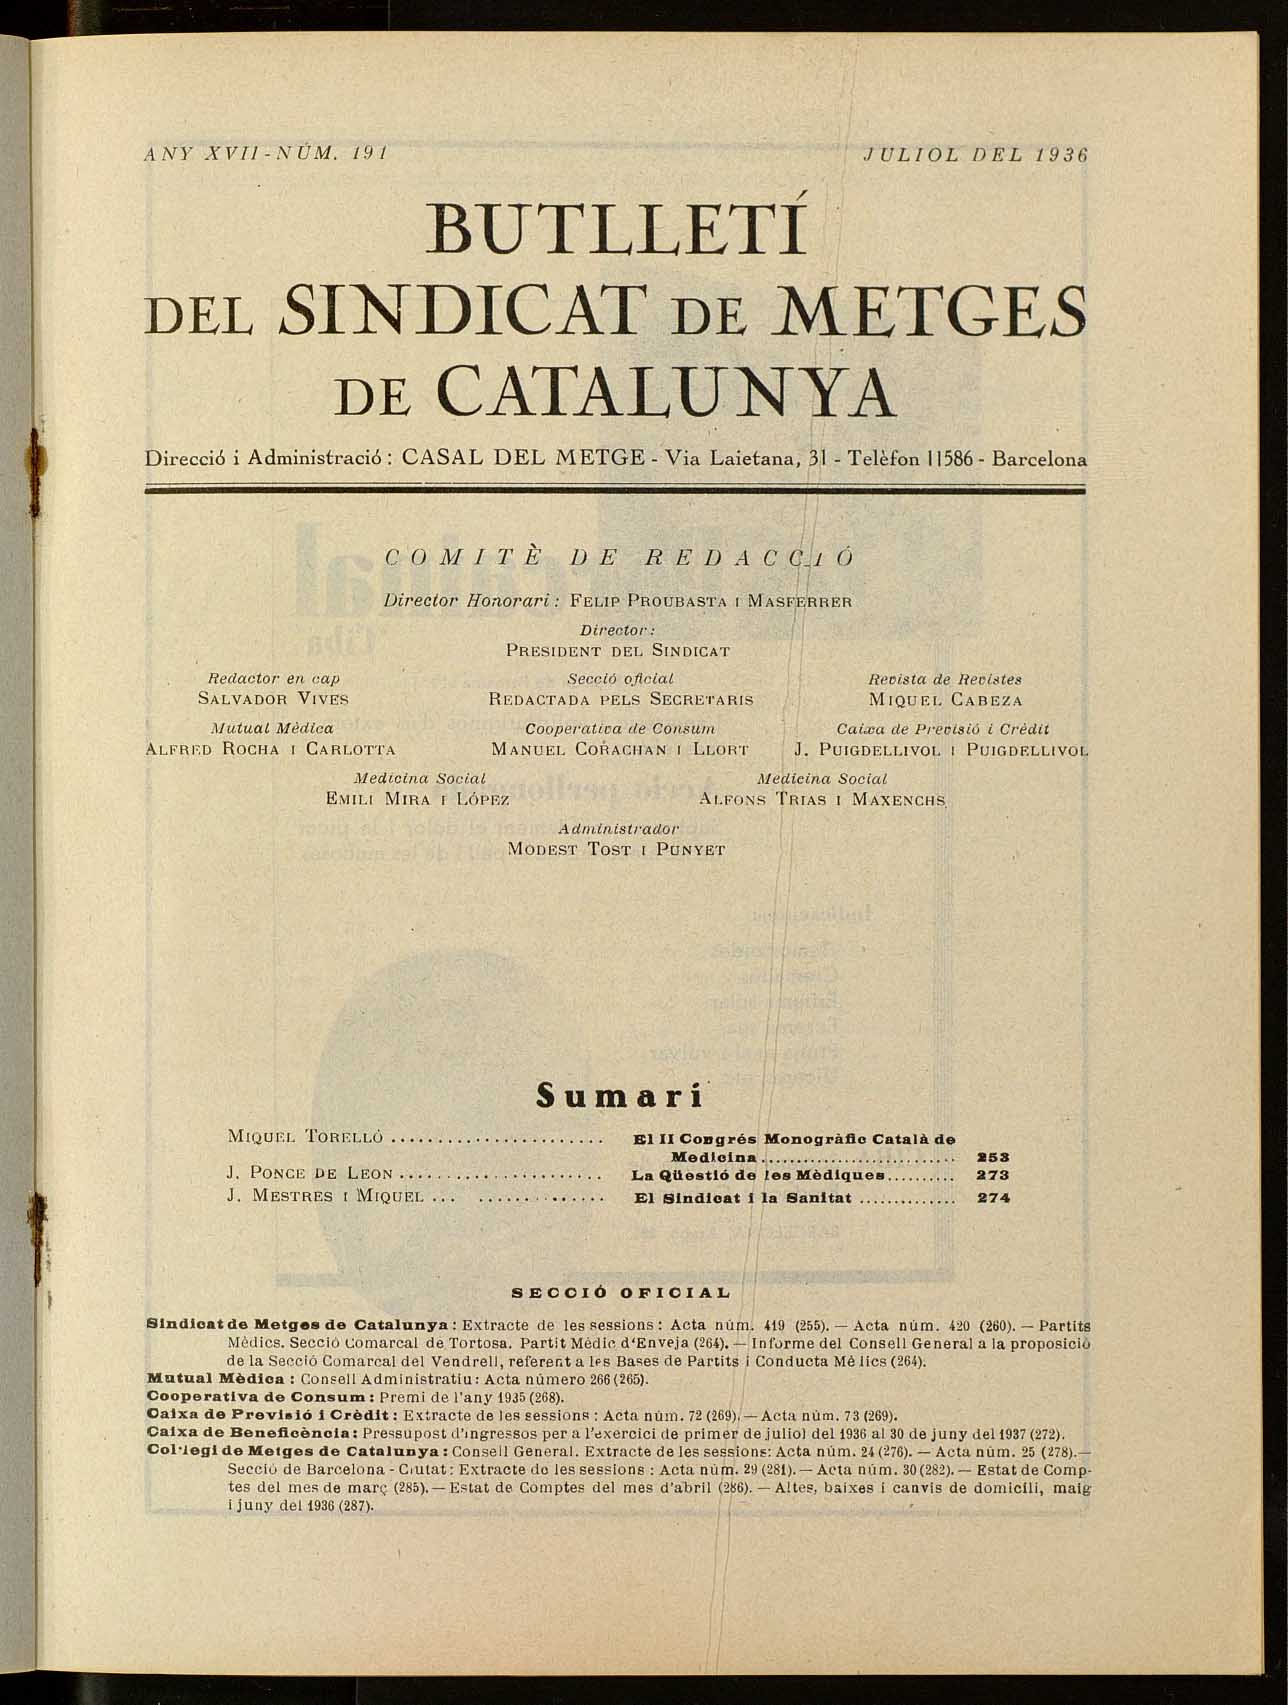 ANY XVII - NÚM. 191
JULIOL DEL 1936
BUTLLETÍ
DEL SINDICAT DE METGES
DE CATALUNYA
Direcció i Administració: CASAL DEL METGE - Via Laietana, 31 - Telèfon 11586 - Barcelona
COMITÈ DE REDACCIÓ
Director Honorari: FELIP PROUBASTA I MASFERRER
Director:
PRESIDENT DEL SINDICAT
Redactor en cap Secció oficial Revista de Revistes
SALVADOR VIVES REDACTADA PELS SECRETARIS MIQUEL CABEZA
Mutual Mèdica Cooperativa de Consum Caixa de Previsió i Crèdit
ALFRED ROCHA I CARLOTTA MANUEL CORACHAN I LLORT J. PUIGDELLIVOL I PUIGDELLIVOL
Medicina Social Medicina Social
EMILI MIRA I LÓPEZ ALFONS TRIAS I MAXENCHS
Administrador
MODEST TOST I PUNYET
Sumari
MIQUEL TORELLÓ ........................ El II Congrés Monogràfic Català de
Medicina ........................... 253
J. PONCE DE LEON ...................... La Qüestió de les Mèdiques.......... 273
J. MESTRES I MIQUEL ... .............. El Sindicat i la Sanitat .............. 274
SECCIÓ OFICIAL
Sindicat de Metges de Catalunya: Extracte de les sessions: Acta núm. 419 (255). — Acta núm. 420 (260). — Partits
Mèdics. Secció Comarcal de Tortosa. Partit Mèdic d'Enveja (264). — Informe del Consell General a la proposició
de la Secció Comarcal del Vendrell, referent a les Bases de Partits i Conducta Mèdics (264).
Mutual Mèdica: Consell Administratiu: Acta número 266 (265).
Cooperativa de Consum: Premi de l'any 1935 (268).
Caixa de Previsió i Crèdit: Extracte de les sessions: Acta núm. 72 (269). — Acta núm. 73 (269).
Caixa de Beneficència: Pressupost d'ingressos per a l'exercici de primer de juliol del 1936 al 30 de juny del 1937 (272).
Col·legi de Metges de Catalunya: Consell General. Extracte de les sessions: Acta núm. 24 (276). — Acta núm. 25 (278).—
Secció de Barcelona - Ciutat: Extracte de les sessions: Acta núm. 29 (281). — Acta núm. 30 (282). — Estat de Comp-
tes del mes de març (285). — Estat de Comptes del mes d'abril (286). — Altes, baixes i canvis de domicili, maig
i juny del 1936 (287).